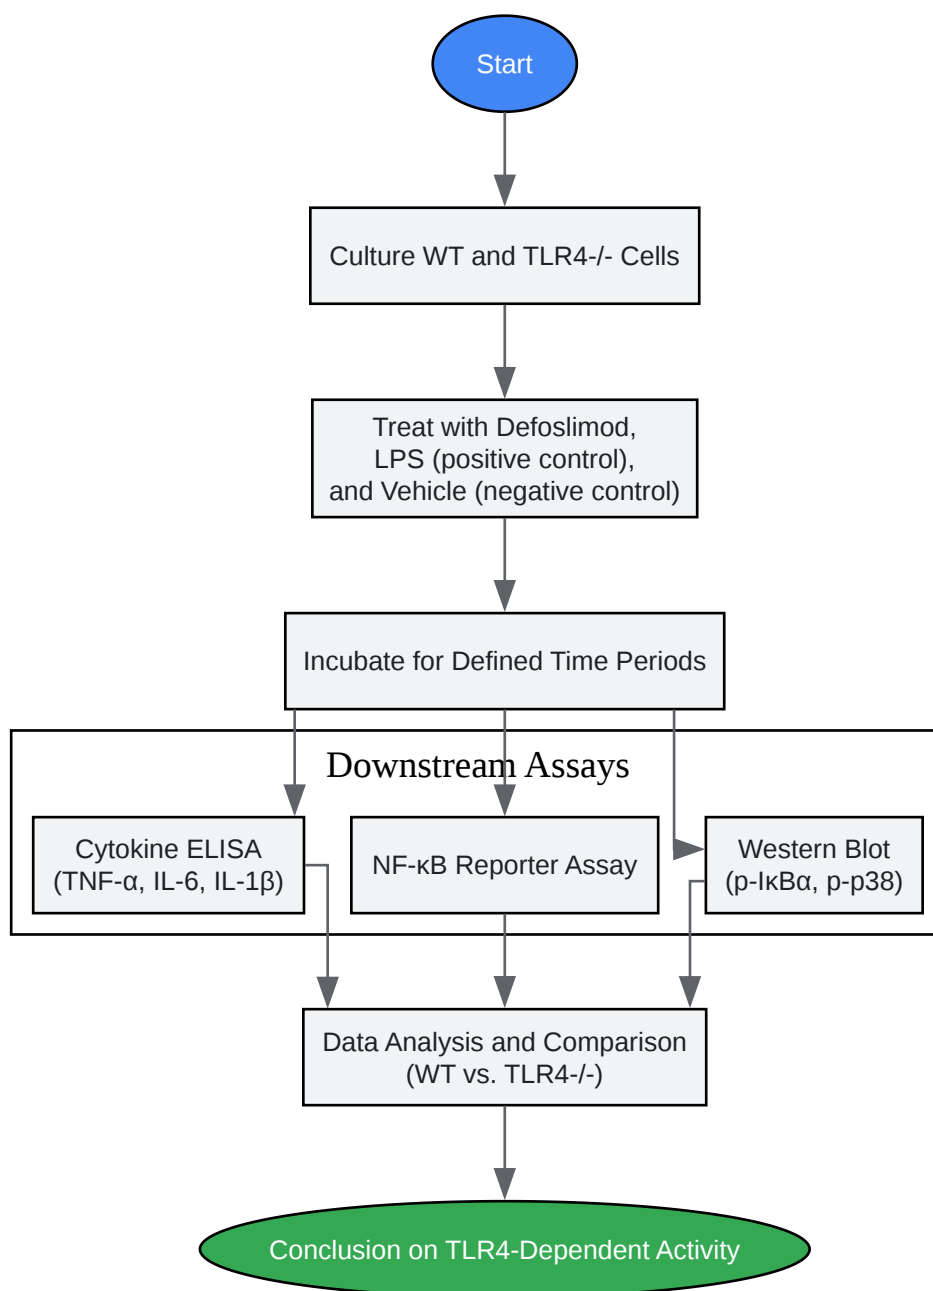 Start
Culture WT and TLR4-/- Cells
Treat with Defoslimod,
LPS (positive control),
and Vehicle (negative control)
Incubate for Defined Time Periods
Downstream Assays
Cytokine ELISA
(TNF-α, IL-6, IL-1β)
NF-κB Reporter Assay
Western Blot
(p-IκBα, p-p38)
Data Analysis and Comparison
(WT vs. TLR4-/-)
Conclusion on TLR4-Dependent Activity